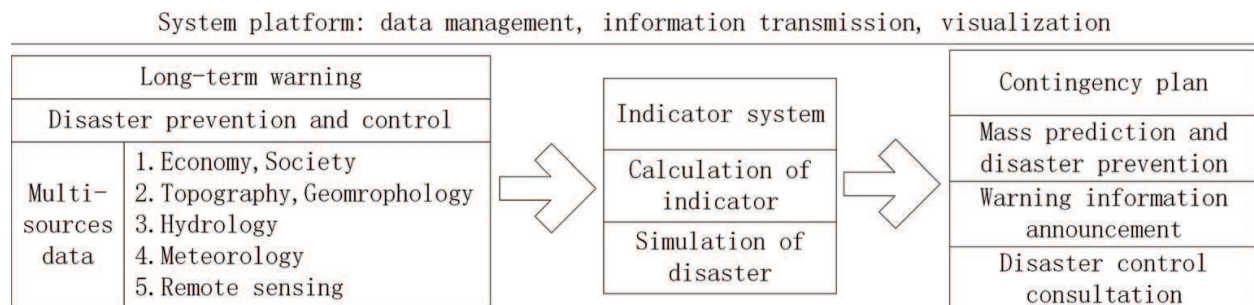 System platform: data management, information transmission, visualization
Long-term warning
Disaster prevention and control
Multi-
sources
data
1. Economy, Society
2. Topography, Geomrophology
3. Hydrology
4. Meteorology
5. Remote sensing
Indicator system
Calculation of
indicator
Simulation of
disaster
Contingency plan
Mass prediction and
disaster prevention
Warning information
announcement
Disaster control
consultation